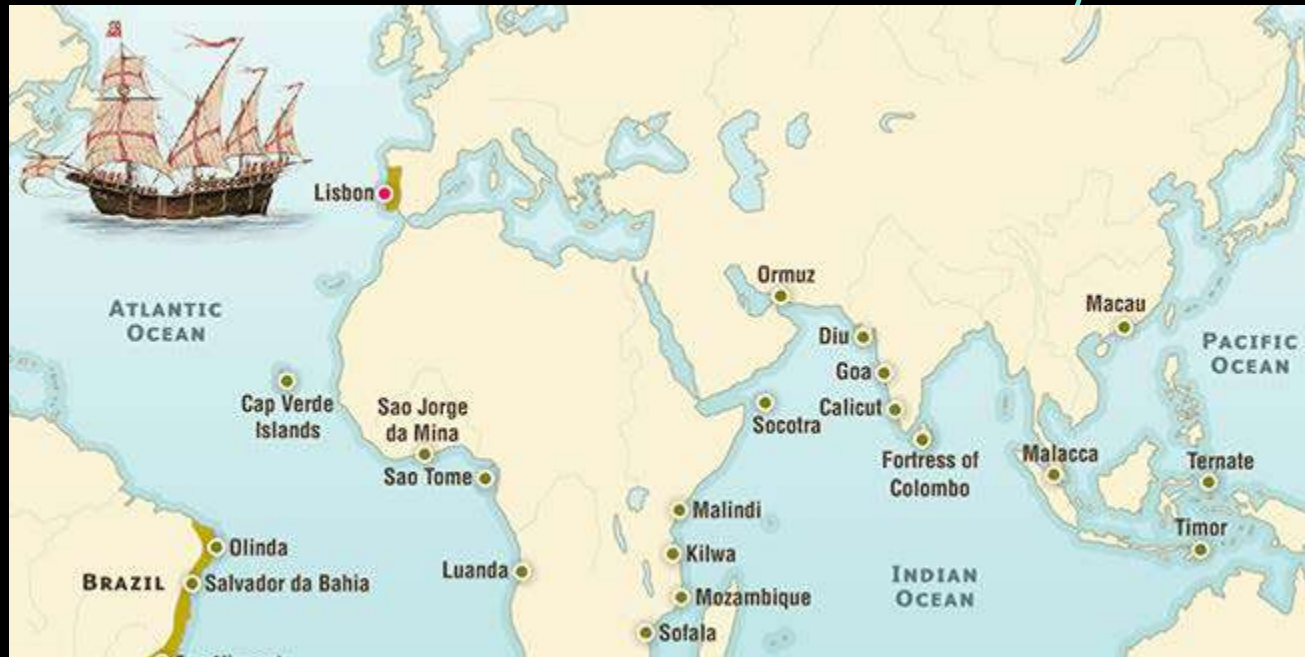 Lisbon
Ormuz
ATLANTIC
OCEAN
Macau
Diu
PACIFIC
OCEAN
Goa
Cap Verde
Islands
Sao Jorge
da Mina
Calicut
Socotra
Fortress of
Colombo
Malacca
Ternate
Sao Tome
Malindi
Timor
Olinda
Kilwa
BRAZIL
Salvador da Bahia
Luanda
INDIAN
OCEAN
Mozambique
Sofala